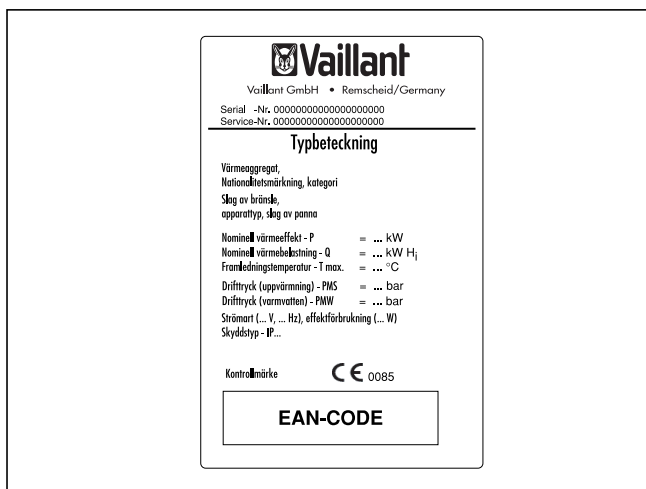 Vaillant
Vaillant GmbH • Remscheid/Germany
Serial -Nr. 00000000000000000000
Service-Nr. 00000000000000000000
Typbeteckning
Värmeaggregat,
Nationalitetsmärkning, kategori
Slag av bränsle,
apparattyp, slag av panna
Nominell värmeeffekt - P = ... kW
Nominell värmebelastning - Q = ... kW Hi
Framledningstemperatur - T max. = ... °C
Drifttryck (uppvärmning) - PMS = ... bar
Drifttryck (varmvatten) - PMW = ... bar
Strömart (... V, ... Hz), effektförbrukning (... W)
Skyddstyp - IP...
Kontrollmärke CE 0085
EAN-CODE